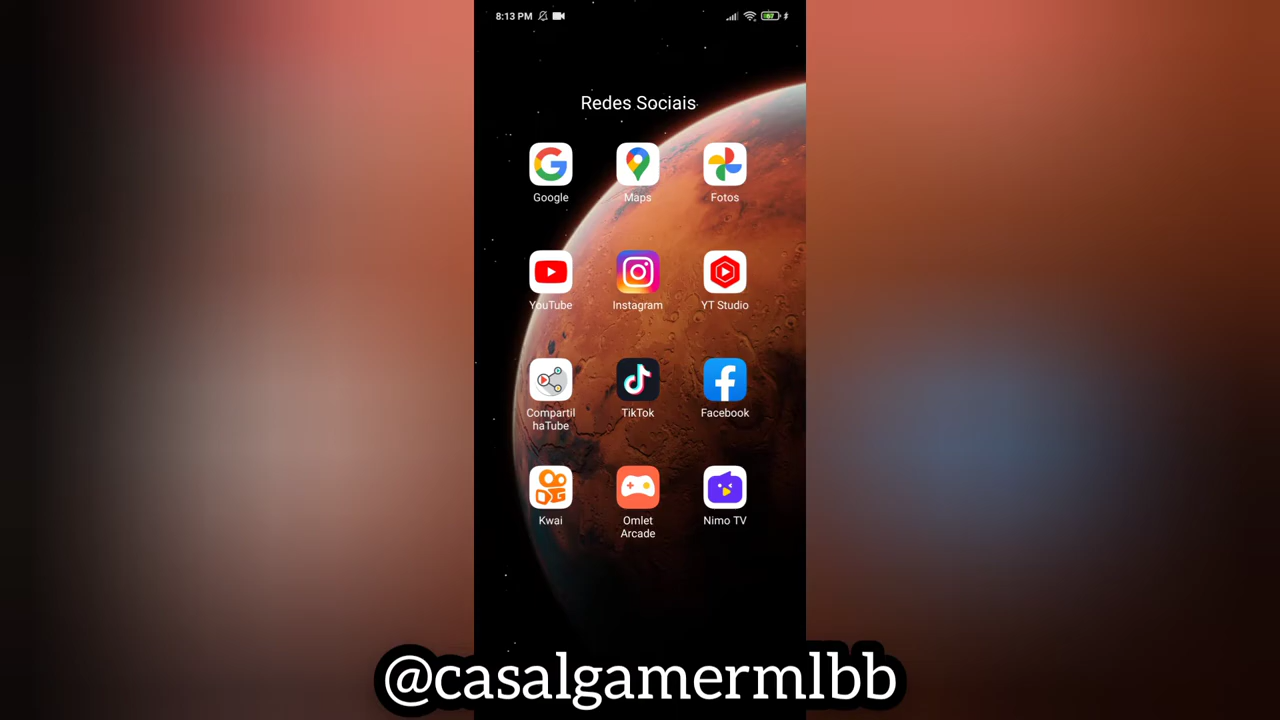 8:13 PM
67
Redes Sociais
Google
Maps
Fotos
YouTube
Instagram
YT Studio
Compartil
haTube
TikTok
Facebook
Kwai
Omlet
Arcade
Nimo TV
@casalgamermlbb